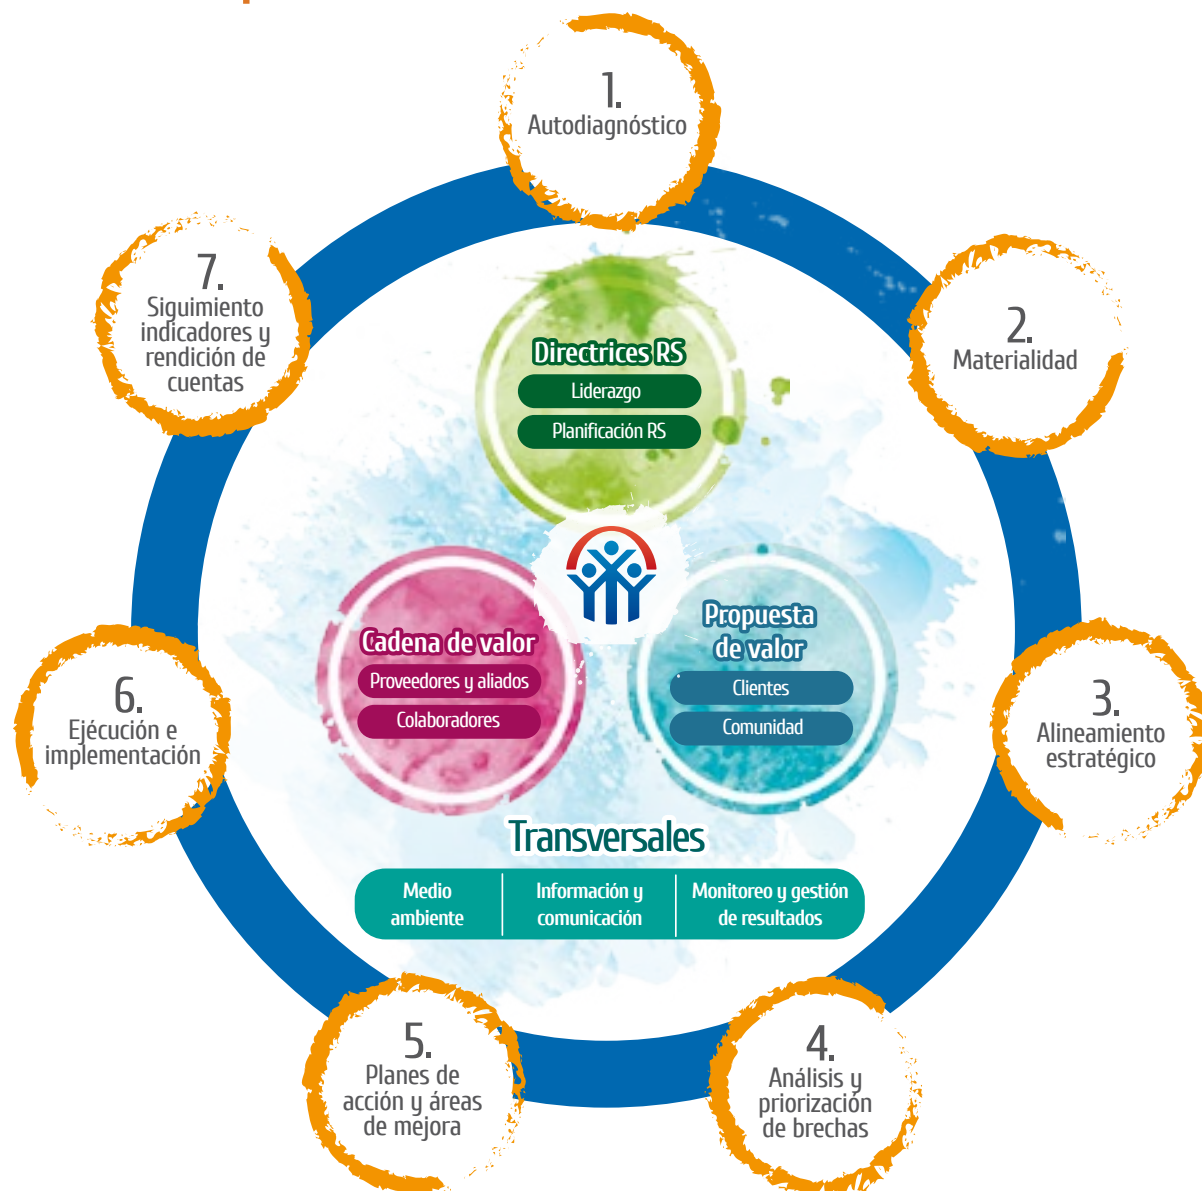 1.
Autodiagnóstico
2.
Materialidad
3.
Alineamiento
estratégico
4.
Análisis y
priorización
de brechas
5.
Planes de
acción y áreas
de mejora
6.
Ejécución e
implementación
7.
Siguimiento
indicadores y
rendición de
cuentas
Directrices RS
Liderazgo
Planificación RS
Cadena de valor
Proveedores y aliados
Colaboradores
Propuesta
de valor
Clientes
Comunidad
Transversales
Medio
ambiente
Información y
comunicación
Monitoreo y gestión
de resultados